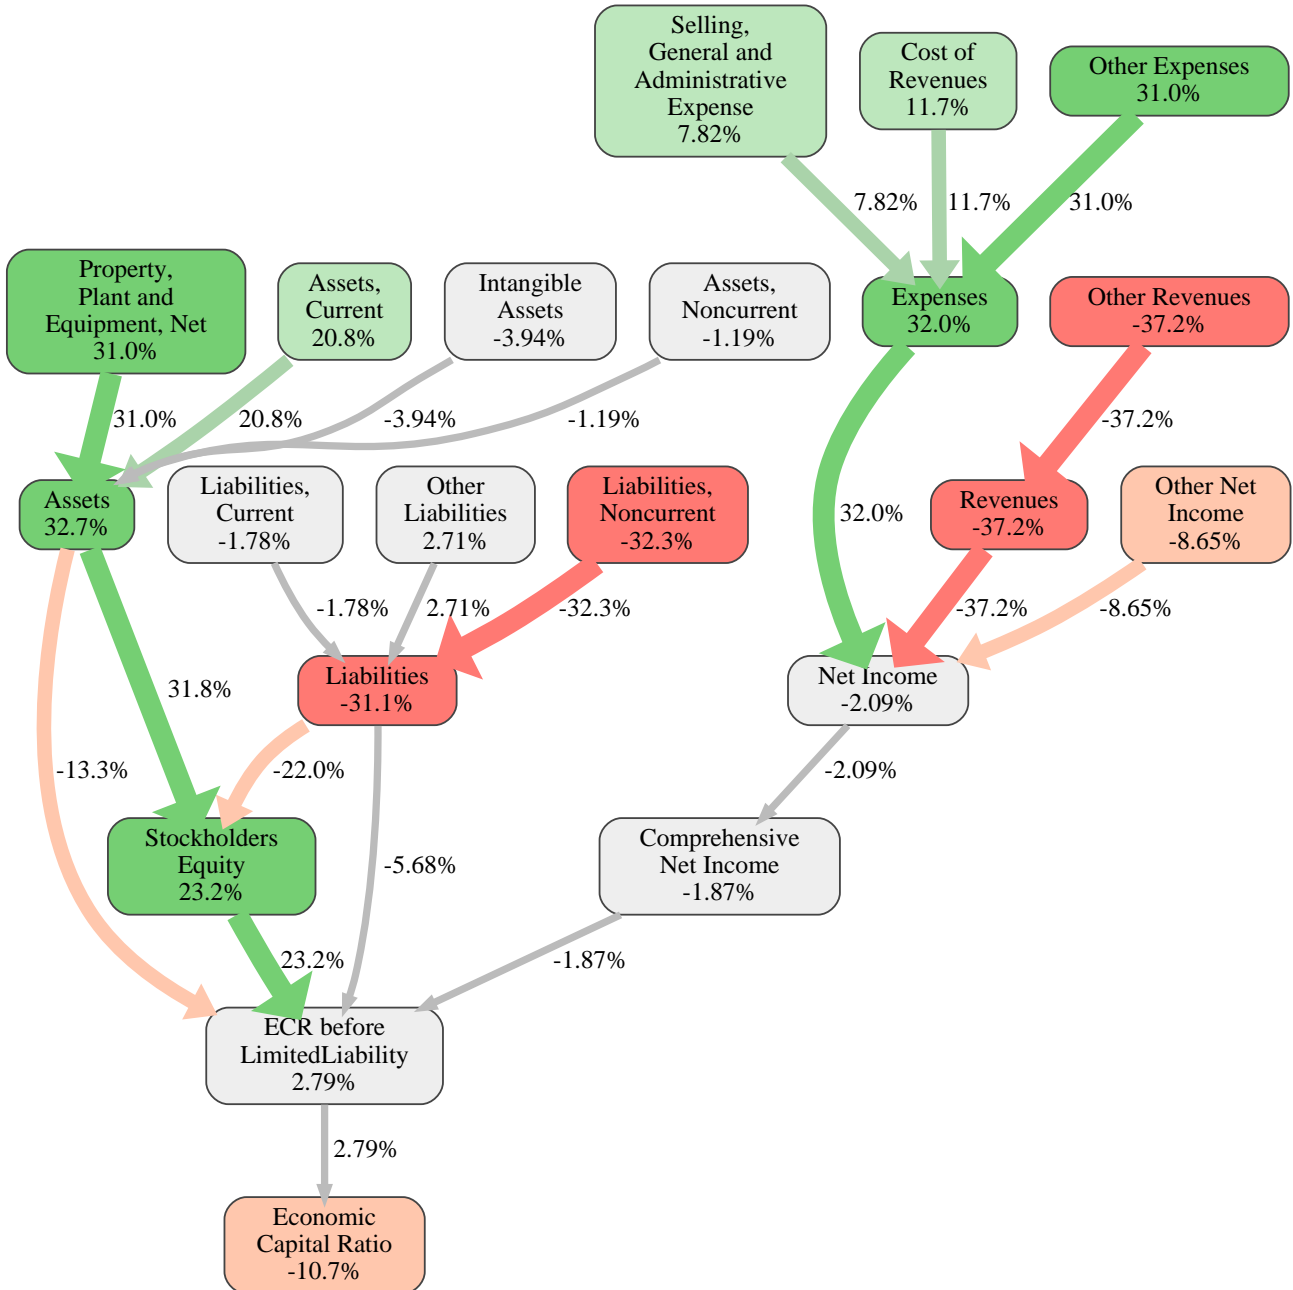 Selling,
General and
Administrative
Expense
7.82%
Cost of
Revenues
11.7%
Other Expenses
31.0%
7.82%
11.7%
31.0%
Property,
Plant and
Equipment, Net
31.0%
Assets,
Current
20.8%
Intangible
Assets
-3.94%
Assets,
Noncurrent
-1.19%
Expenses
32.0%
Other Revenues
-37.2%
31.0%
20.8%
-3.94%
-1.19%
-37.2%
Assets
32.7%
Liabilities,
Current
-1.78%
Other
Liabilities
2.71%
Liabilities,
Noncurrent
-32.3%
32.0%
Revenues
-37.2%
Other Net
Income
-8.65%
-1.78%
2.71%
-32.3%
-37.2%
-8.65%
31.8%
Liabilities
-31.1%
Net Income
-2.09%
-13.3%
-22.0%
-2.09%
Stockholders
Equity
23.2%
-5.68%
Comprehensive
Net Income
-1.87%
23.2%
-1.87%
ECR before
LimitedLiability
2.79%
2.79%
Economic
Capital Ratio
-10.7%